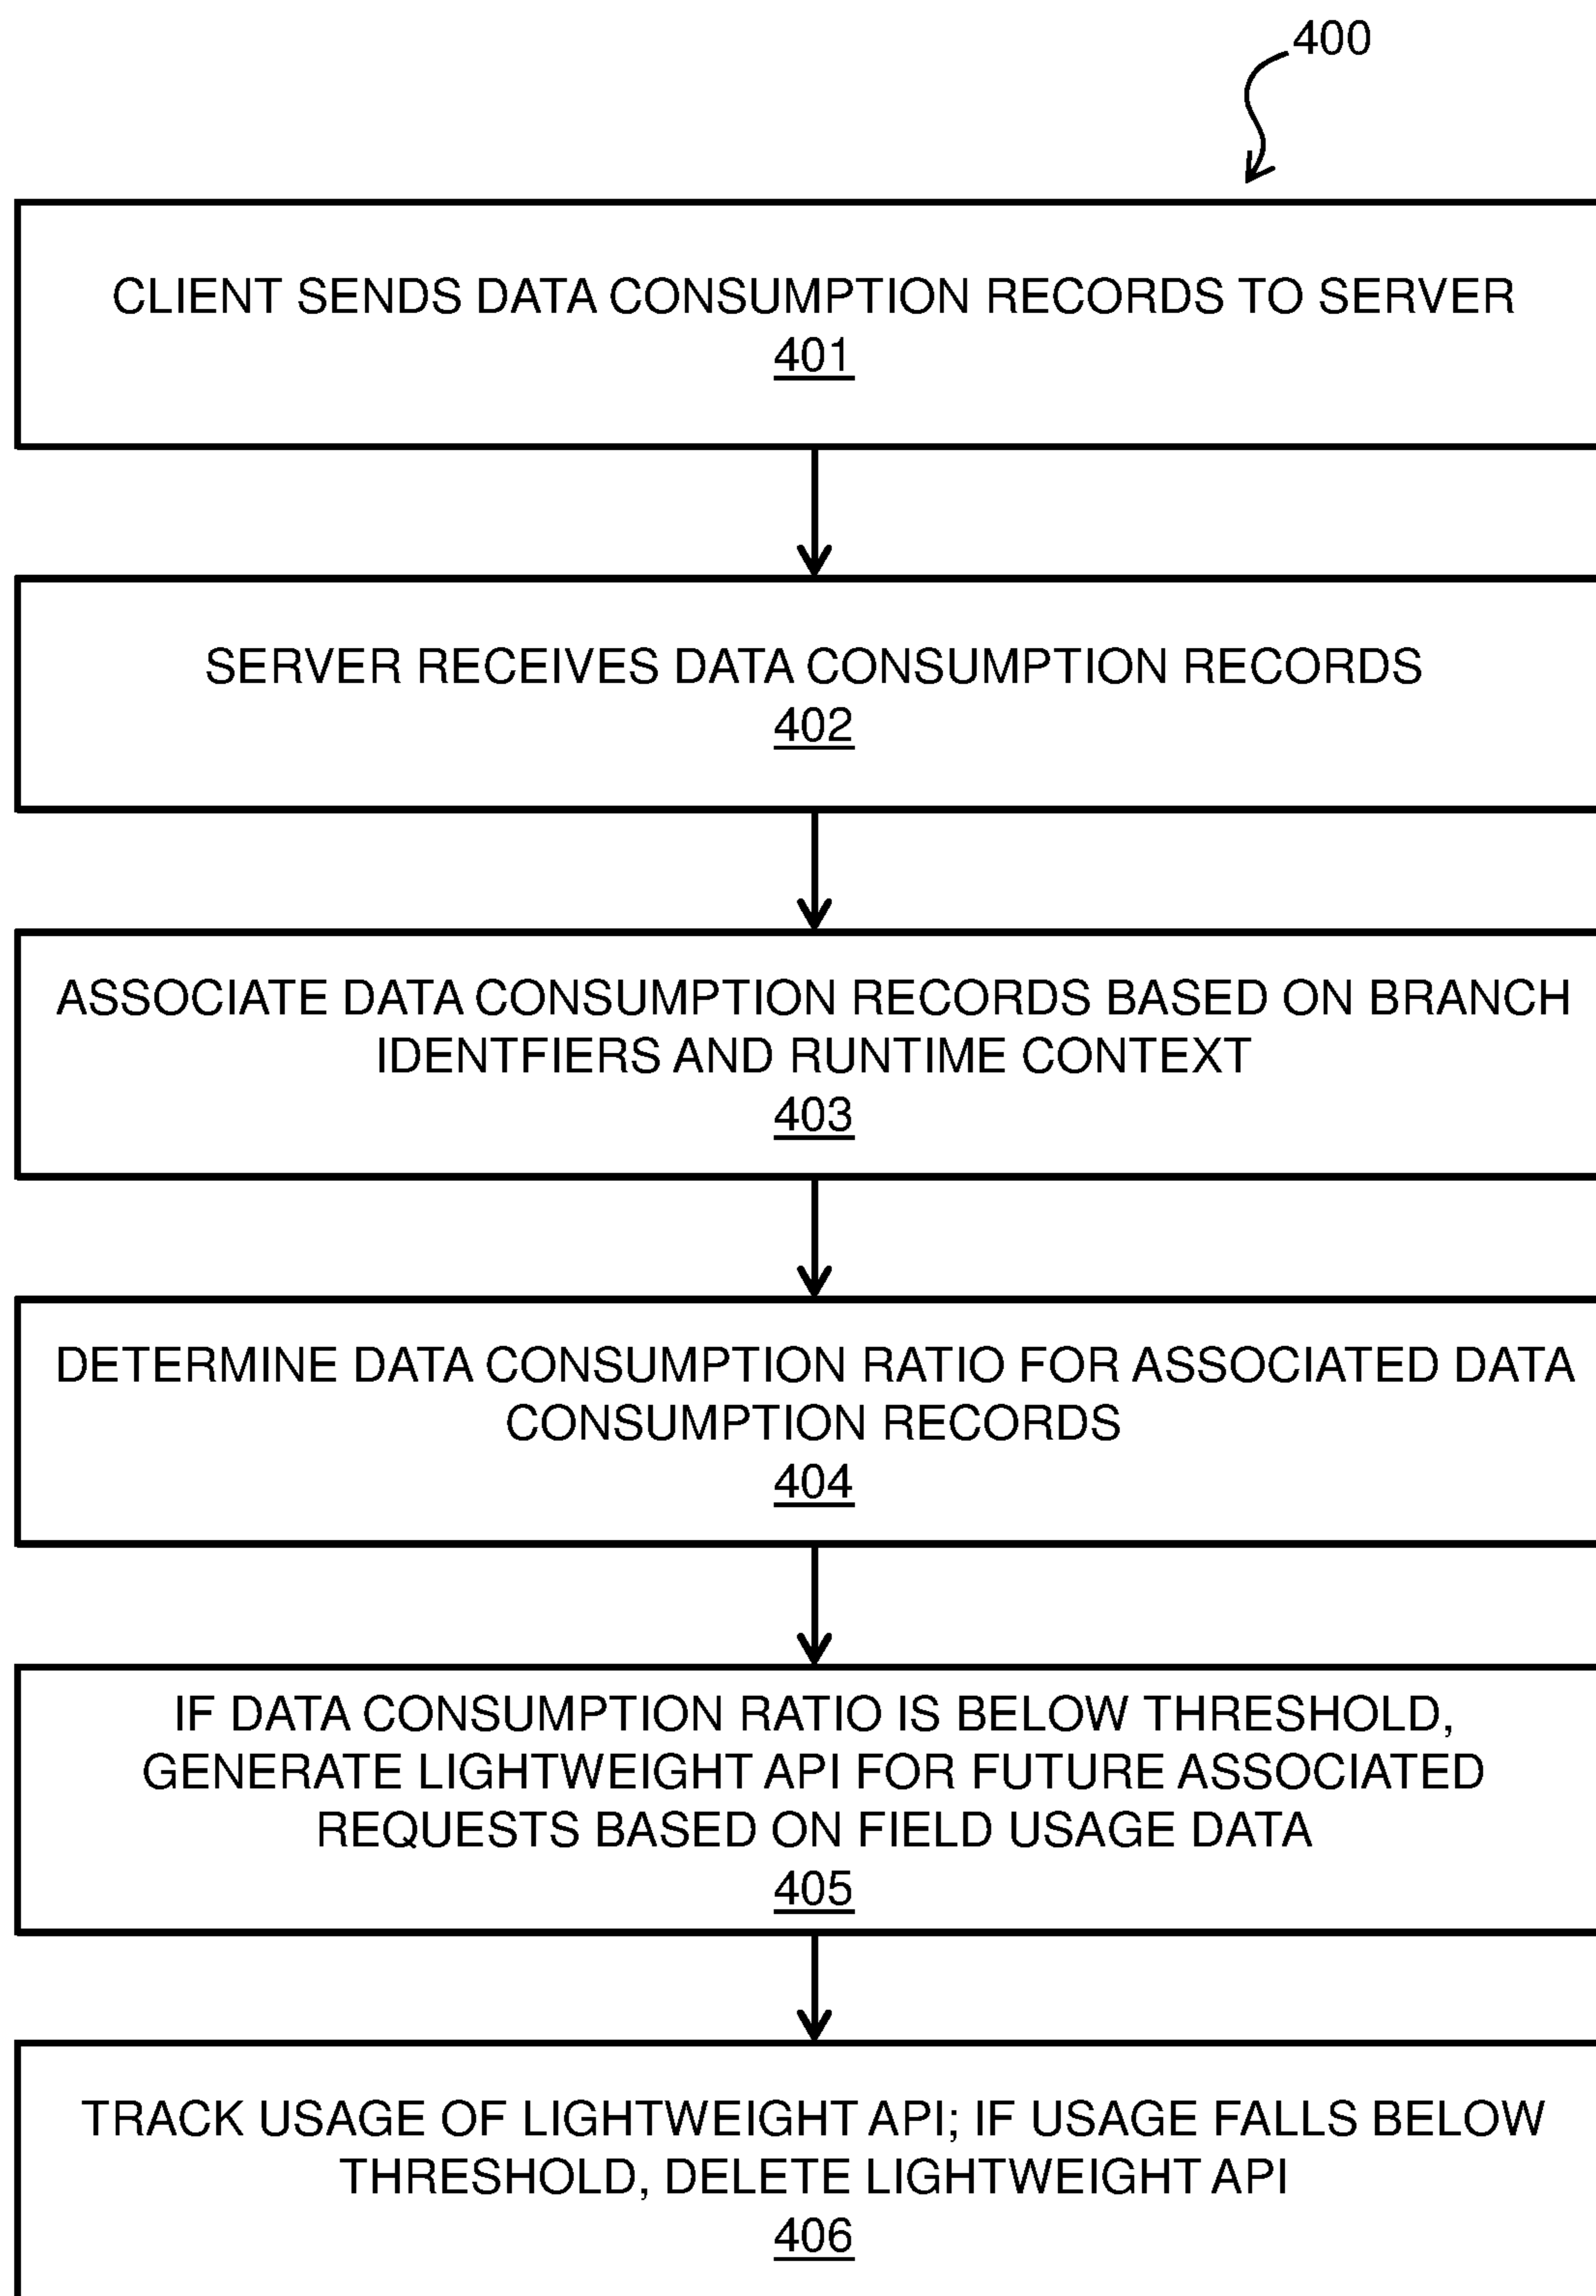 400
CLIENT SENDS DATA CONSUMPTION RECORDS TO SERVER
401
SERVER RECEIVES DATA CONSUMPTION RECORDS
402
ASSOCIATE DATA CONSUMPTION RECORDS BASED ON BRANCH
IDENTFIERS AND RUNTIME CONTEXT
403
DETERMINE DATA CONSUMPTION RATIO FOR ASSOCIATED DATA
CONSUMPTION RECORDS
404
IF DATA CONSUMPTION RATIO IS BELOW THRESHOLD,
GENERATE LIGHTWEIGHT API FOR FUTURE ASSOCIATED
REQUESTS BASED ON FIELD USAGE DATA
405
TRACK USAGE OF LIGHTWEIGHT API; IF USAGE FALLS BELOW
THRESHOLD, DELETE LIGHTWEIGHT API
406